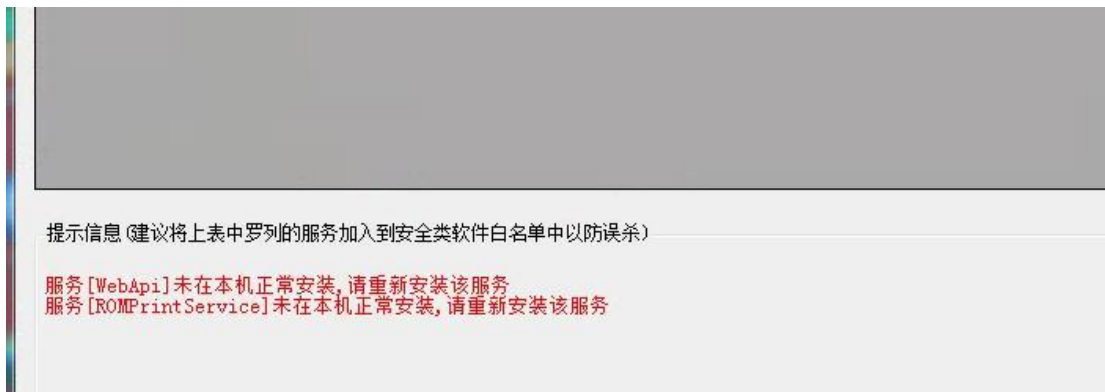 提示信息(建议将上表中罗列的服务加入到安全类软件白名单中以防误杀)
服务[WebApi]未在本机正常安装,请重新安装该服务
服务[ROMPrintService]未在本机正常安装,请重新安装该服务